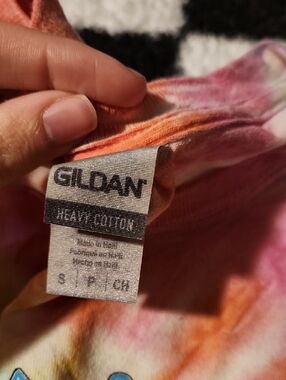 GILDAN
HEAVY COTTON
Made in Haiti
Fabriqué en Haïti
Hecho en Haití
S P CH